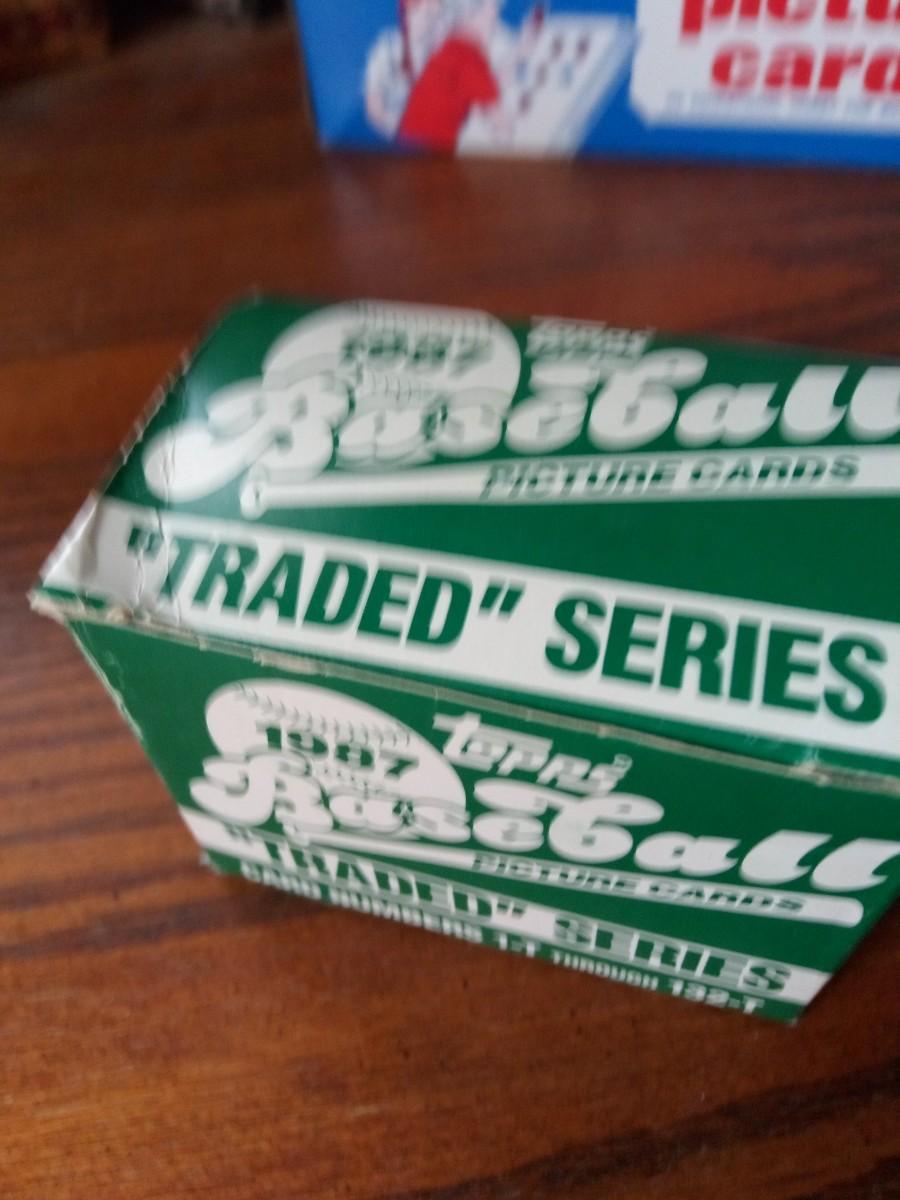 1987
topps
Baseball
PICTURE CARDS
"TRADED" SERIES
1987
topps
Baseball
PICTURE CARDS
"TRADED" SERIES
CARD NUMBERS 1-T THROUGH 132-T